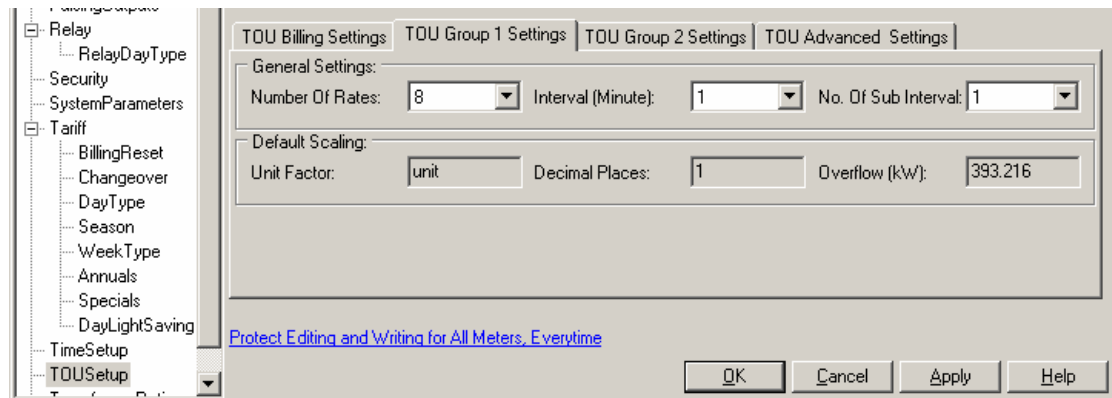 Relay
RelayDayType
Security
SystemParameters
Tariff
BillingReset
Changeover
DayType
Season
WeekType
Annuals
Specials
DayLightSaving
TimeSetup
TOUSetup
TOU Billing Settings TOU Group 1 Settings TOU Group 2 Settings TOU Advanced Settings
General Settings:
Number Of Rates: 8 Interval (Minute): 1 No. Of Sub Interval: 1
Default Scaling:
Unit Factor: unit Decimal Places: 1 Overflow (kW): 393.216
Protect Editing and Writing for All Meters, Everytime
OK Cancel Apply Help